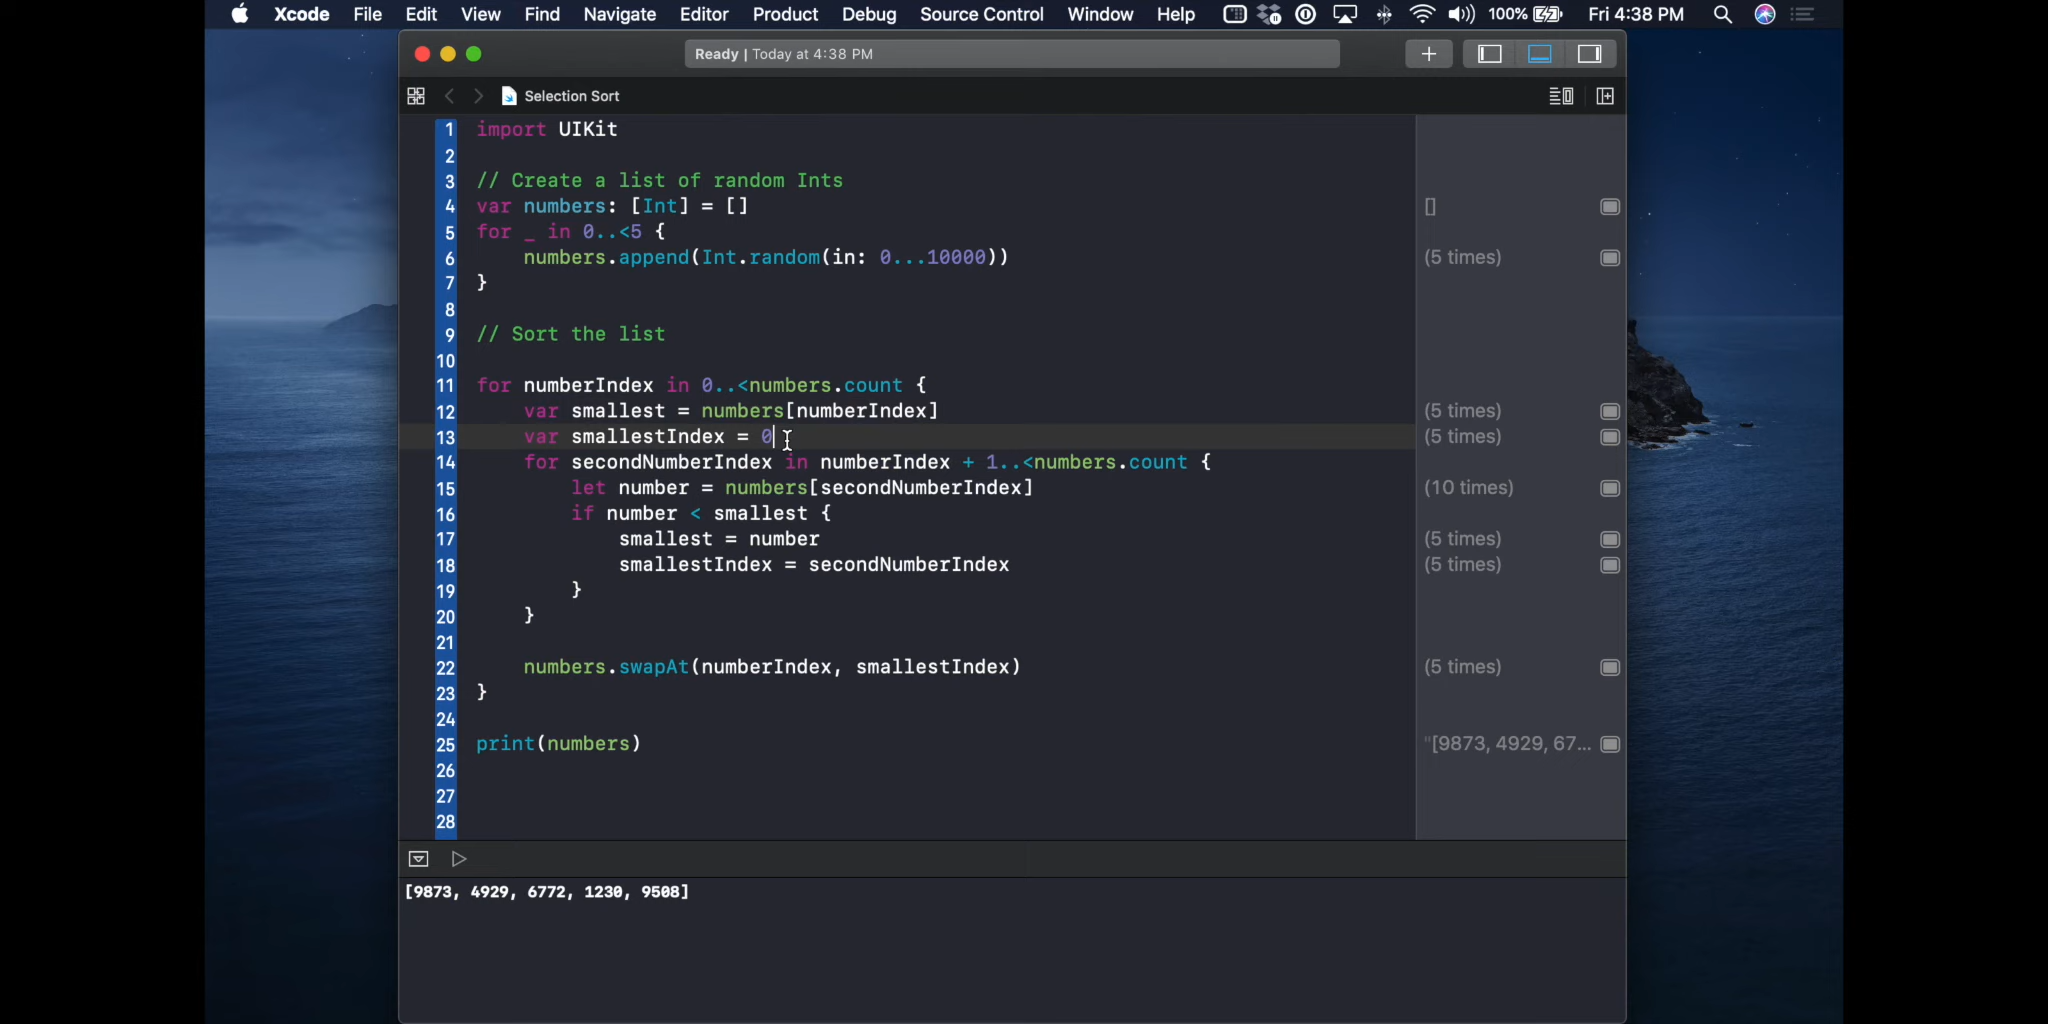 Xcode File Edit View Find Navigate Editor Product Debug Source Control Window Help 100% Fri 4:38 PM
Ready | Today at 4:38 PM
Selection Sort
1 import UIKit
2
3 // Create a list of random Ints
4 var numbers: [Int] = [] []
5 for _ in 0..<5 {
6 numbers.append(Int.random(in: 0...10000)) (5 times)
7 }
8
9 // Sort the list
10
11 for numberIndex in 0..<numbers.count {
12 var smallest = numbers[numberIndex] (5 times)
13 var smallestIndex = 0 (5 times)
14 for secondNumberIndex in numberIndex + 1..<numbers.count {
15 let number = numbers[secondNumberIndex] (10 times)
16 if number < smallest {
17 smallest = number (5 times)
18 smallestIndex = secondNumberIndex (5 times)
19 }
20 }
21
22 numbers.swapAt(numberIndex, smallestIndex) (5 times)
23 }
24
25 print(numbers) "[9873, 4929, 67...
26
27
28
[9873, 4929, 6772, 1230, 9508]